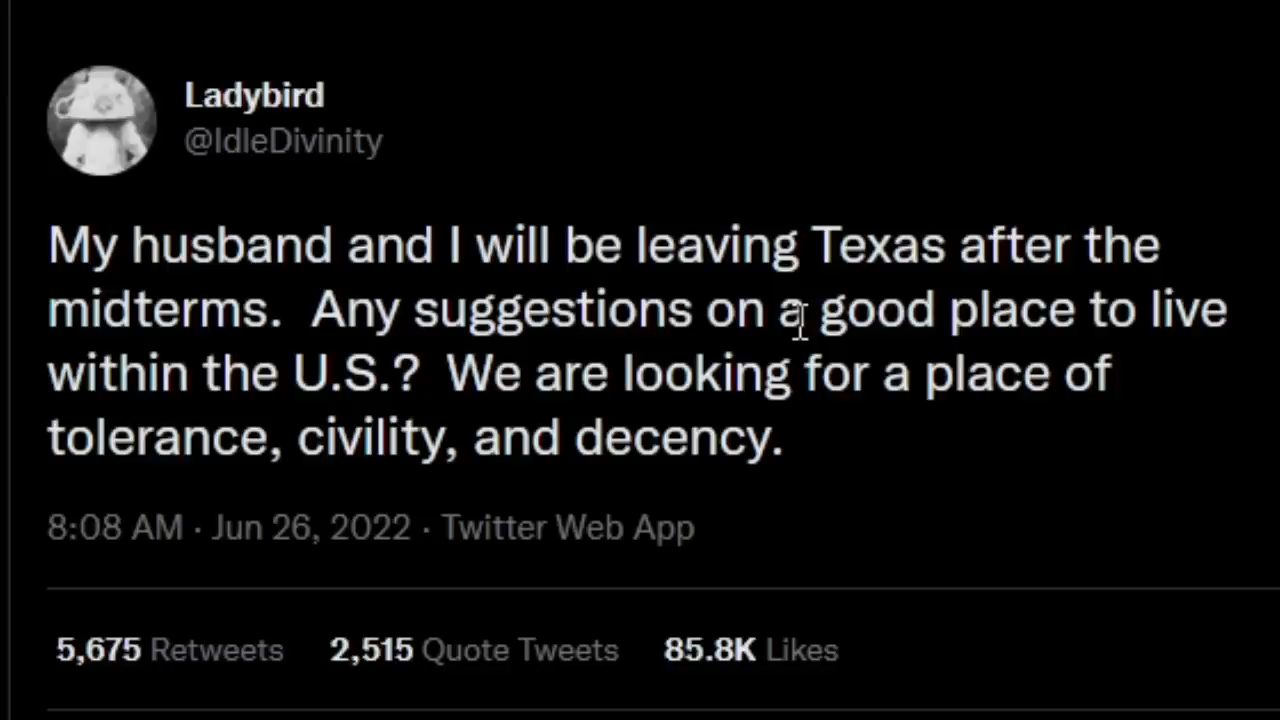 Ladybird
@IdleDivinity
My husband and I will be leaving Texas after the
midterms.  Any suggestions on a good place to live
within the U.S.?  We are looking for a place of
tolerance, civility, and decency.
8:08 AM · Jun 26, 2022 · Twitter Web App
5,675 Retweets 2,515 Quote Tweets 85.8K Likes